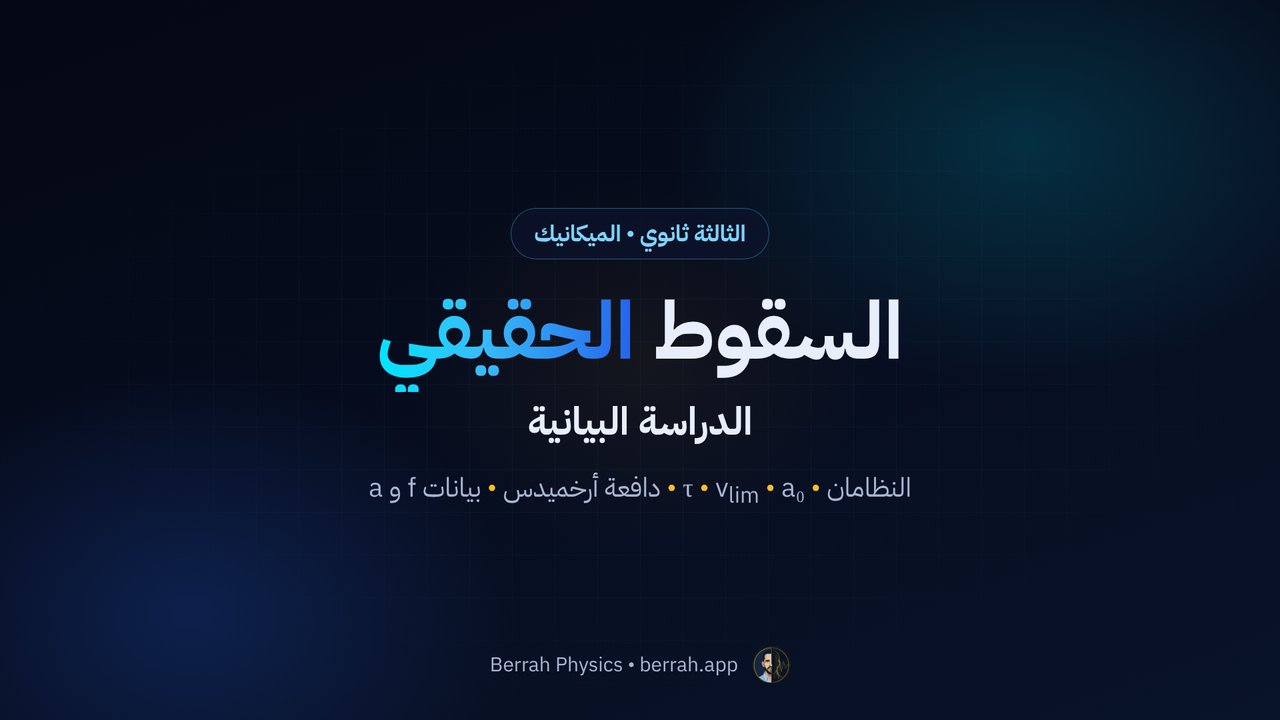 الثالثة ثانوي • الميكانيك
السقوط الحقيقي
الدراسة البيانية
النظامان • a₀ • vlim • τ • دافعة أرخميدس • بيانات f و a
Berrah Physics • berrah.app